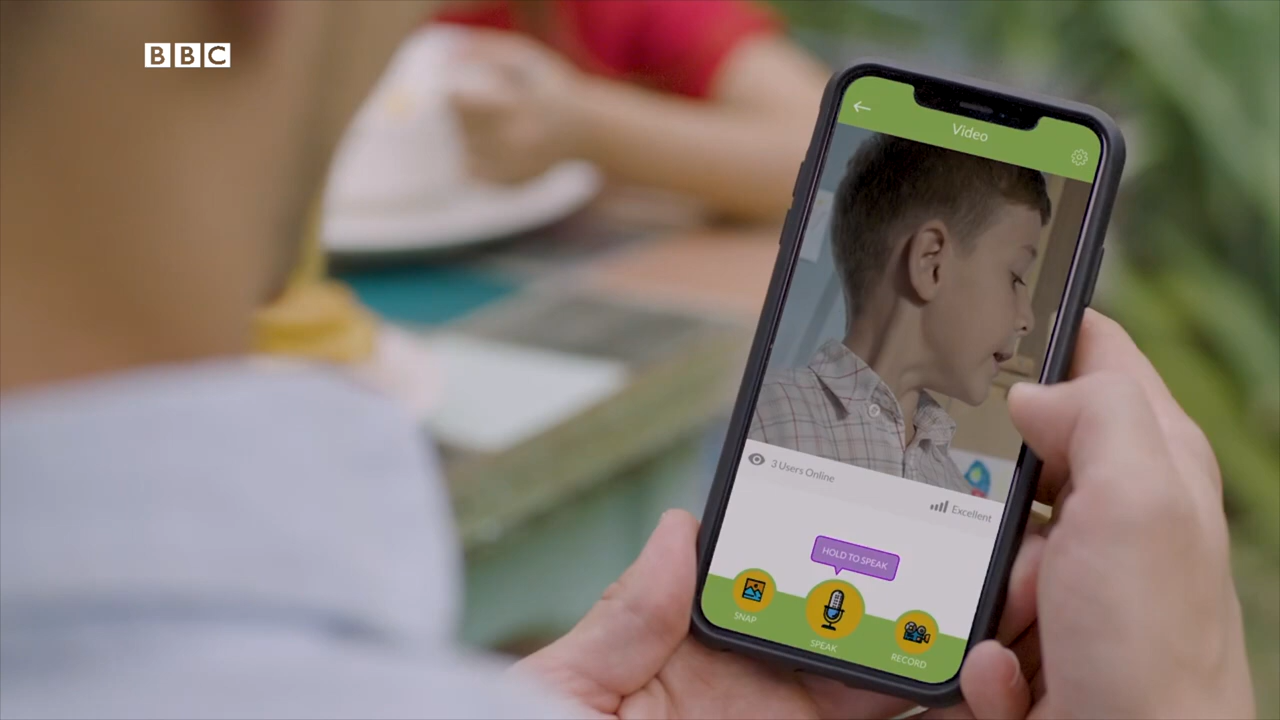 BBC
Video
3 Users Online
Excellent
HOLD TO SPEAK
SNAP
SPEAK
RECORD